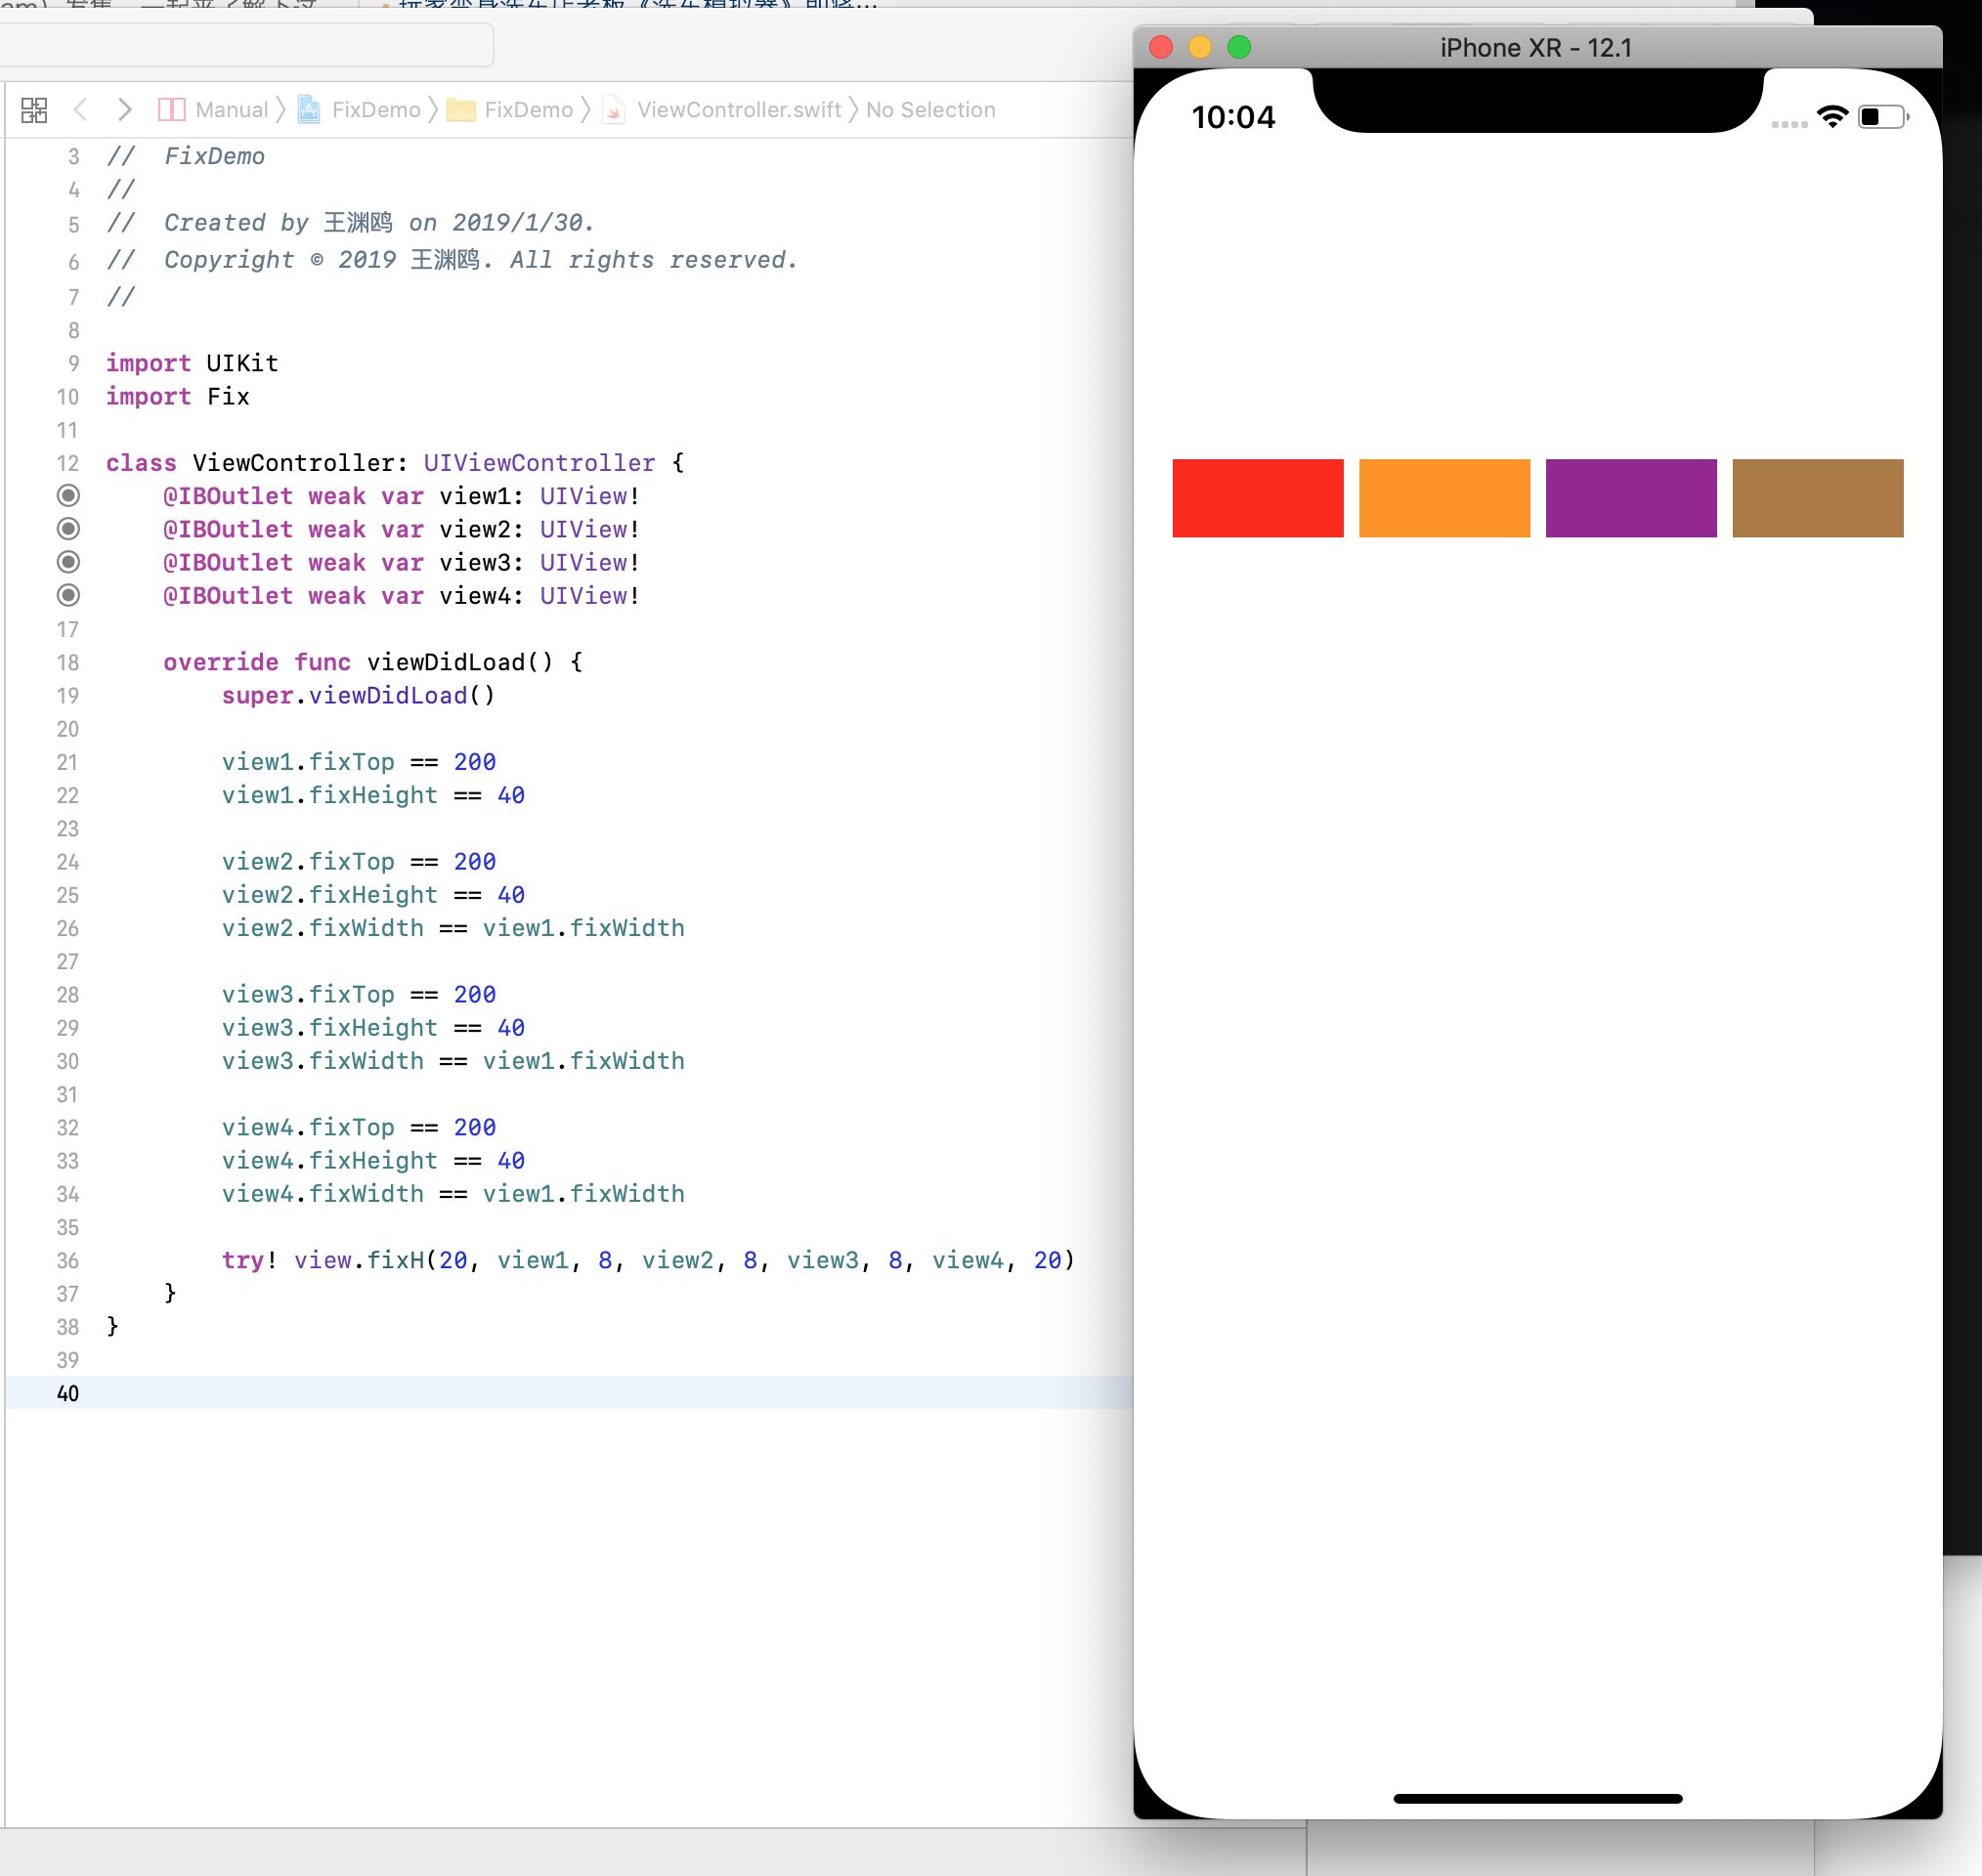 Manual 〉 FixDemo 〉 FixDemo 〉 ViewController.swift 〉 No Selection
3 //  FixDemo
4 //
5 //  Created by 王渊鸥 on 2019/1/30.
6 //  Copyright © 2019 王渊鸥. All rights reserved.
7 //
8
9 import UIKit
10 import Fix
11
12 class ViewController: UIViewController {
@IBOutlet weak var view1: UIView!
@IBOutlet weak var view2: UIView!
@IBOutlet weak var view3: UIView!
@IBOutlet weak var view4: UIView!
17
18 override func viewDidLoad() {
19 super.viewDidLoad()
20
21 view1.fixTop == 200
22 view1.fixHeight == 40
23
24 view2.fixTop == 200
25 view2.fixHeight == 40
26 view2.fixWidth == view1.fixWidth
27
28 view3.fixTop == 200
29 view3.fixHeight == 40
30 view3.fixWidth == view1.fixWidth
31
32 view4.fixTop == 200
33 view4.fixHeight == 40
34 view4.fixWidth == view1.fixWidth
35
36 try! view.fixH(20, view1, 8, view2, 8, view3, 8, view4, 20)
37 }
38 }
39
40
iPhone XR - 12.1
10:04